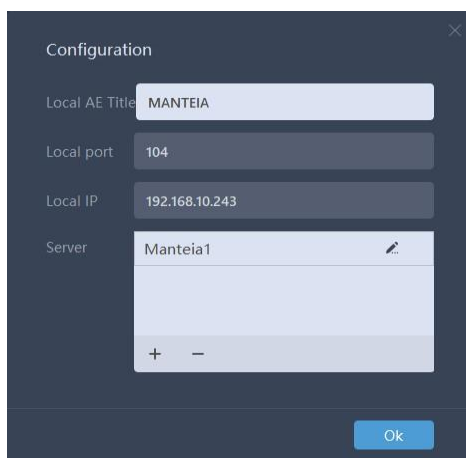 Configuration
Local AE Title MANTEIA
Local port 104
Local IP 192.168.10.243
Server Manteia1
+ −
Ok